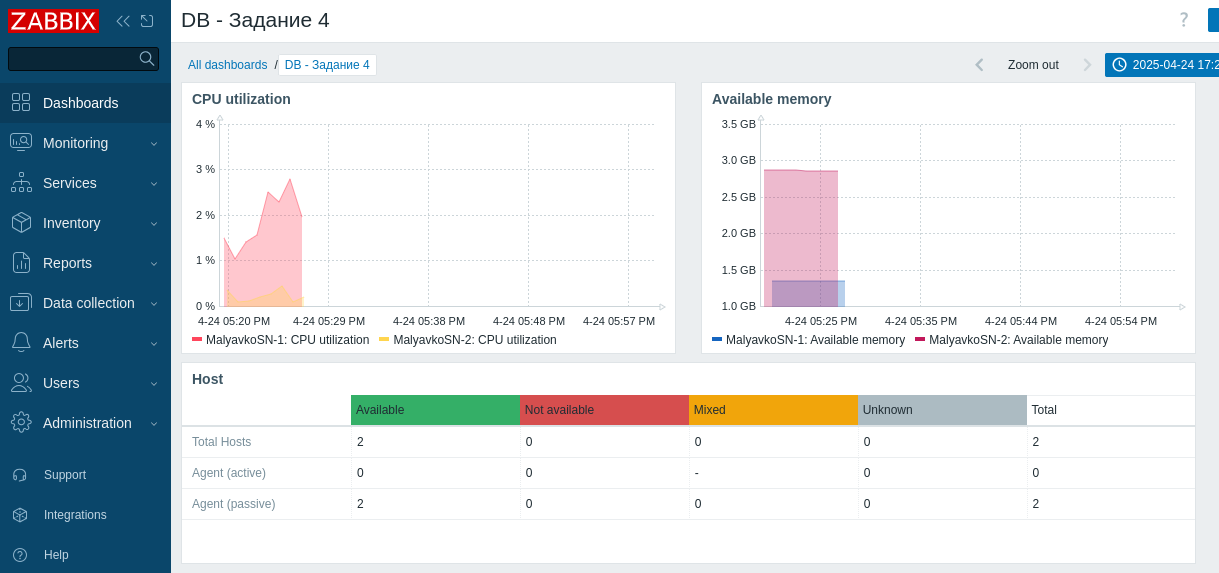 ZABBIX
DB - Задание 4
?
All dashboards / DB - Задание 4
Zoom out
2025-04-24 17:2
Dashboards
Monitoring
Services
Inventory
Reports
Data collection
Alerts
Users
Administration
Support
Integrations
Help
CPU utilization
4 %
3 %
2 %
1 %
0 %
4-24 05:20 PM 4-24 05:29 PM 4-24 05:38 PM 4-24 05:48 PM 4-24 05:57 PM
MalyavkoSN-1: CPU utilization MalyavkoSN-2: CPU utilization
Available memory
3.5 GB
3.0 GB
2.5 GB
2.0 GB
1.5 GB
1.0 GB
4-24 05:25 PM 4-24 05:35 PM 4-24 05:44 PM 4-24 05:54 PM
MalyavkoSN-1: Available memory MalyavkoSN-2: Available memory
Host
Available Not available Mixed Unknown Total
Total Hosts 2 0 0 0 2
Agent (active) 0 0 - 0 0
Agent (passive) 2 0 0 0 2